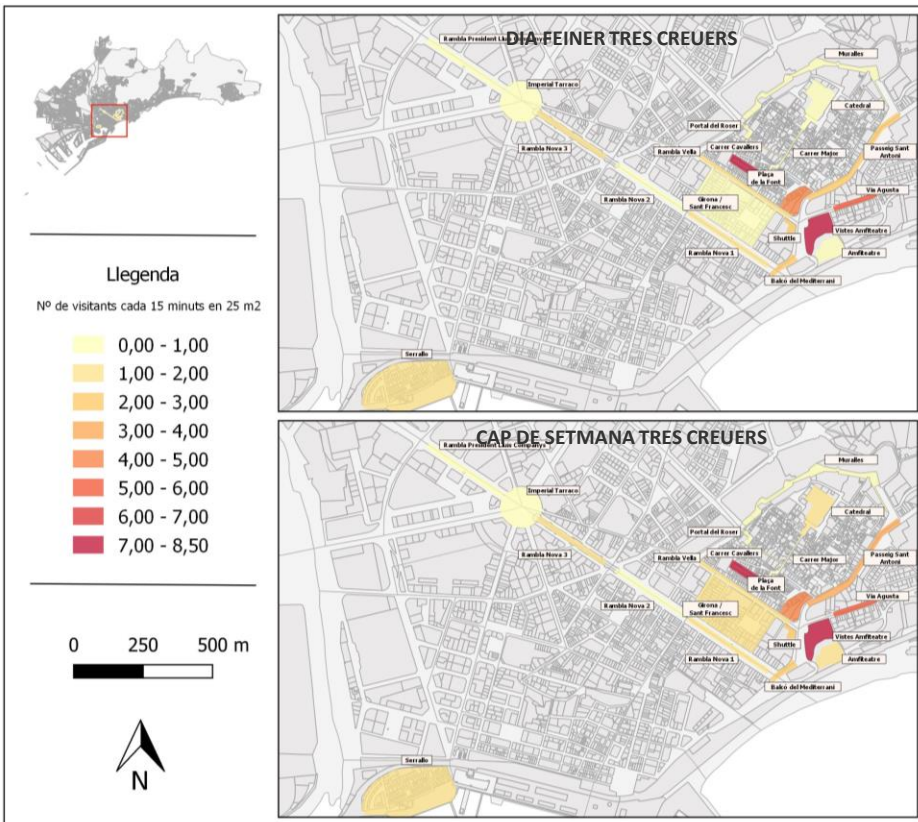 Llegenda
Nº de visitants cada 15 minuts en 25 m2
0,00 - 1,00
1,00 - 2,00
2,00 - 3,00
3,00 - 4,00
4,00 - 5,00
5,00 - 6,00
6,00 - 7,00
7,00 - 8,50
0 250 500 m
N
DIA FEINER TRES CREUERS
Rambla President Lluís Companys
Muralles
Imperial Tarraco
Catedral
Portal del Roser
Rambla Nova 3
Rambla Vella
Carrer Cavallers
Carrer Major
Passeig Sant
Antoni
Plaça
de la Font
Via Agusta
Rambla Nova 2
Girona /
Sant Francesc
Vistes Amfiteatre
Shuttle
Rambla Nova 1
Amfiteatre
Balcó del Mediterrani
Serrallo
CAP DE SETMANA TRES CREUERS
Rambla President Lluís Companys
Muralles
Imperial Tarraco
Catedral
Portal del Roser
Rambla Nova 3
Rambla Vella
Carrer Cavallers
Carrer Major
Passeig Sant
Antoni
Plaça
de la Font
Via Agusta
Rambla Nova 2
Girona /
Sant Francesc
Vistes Amfiteatre
Shuttle
Rambla Nova 1
Amfiteatre
Balcó del Mediterrani
Serrallo